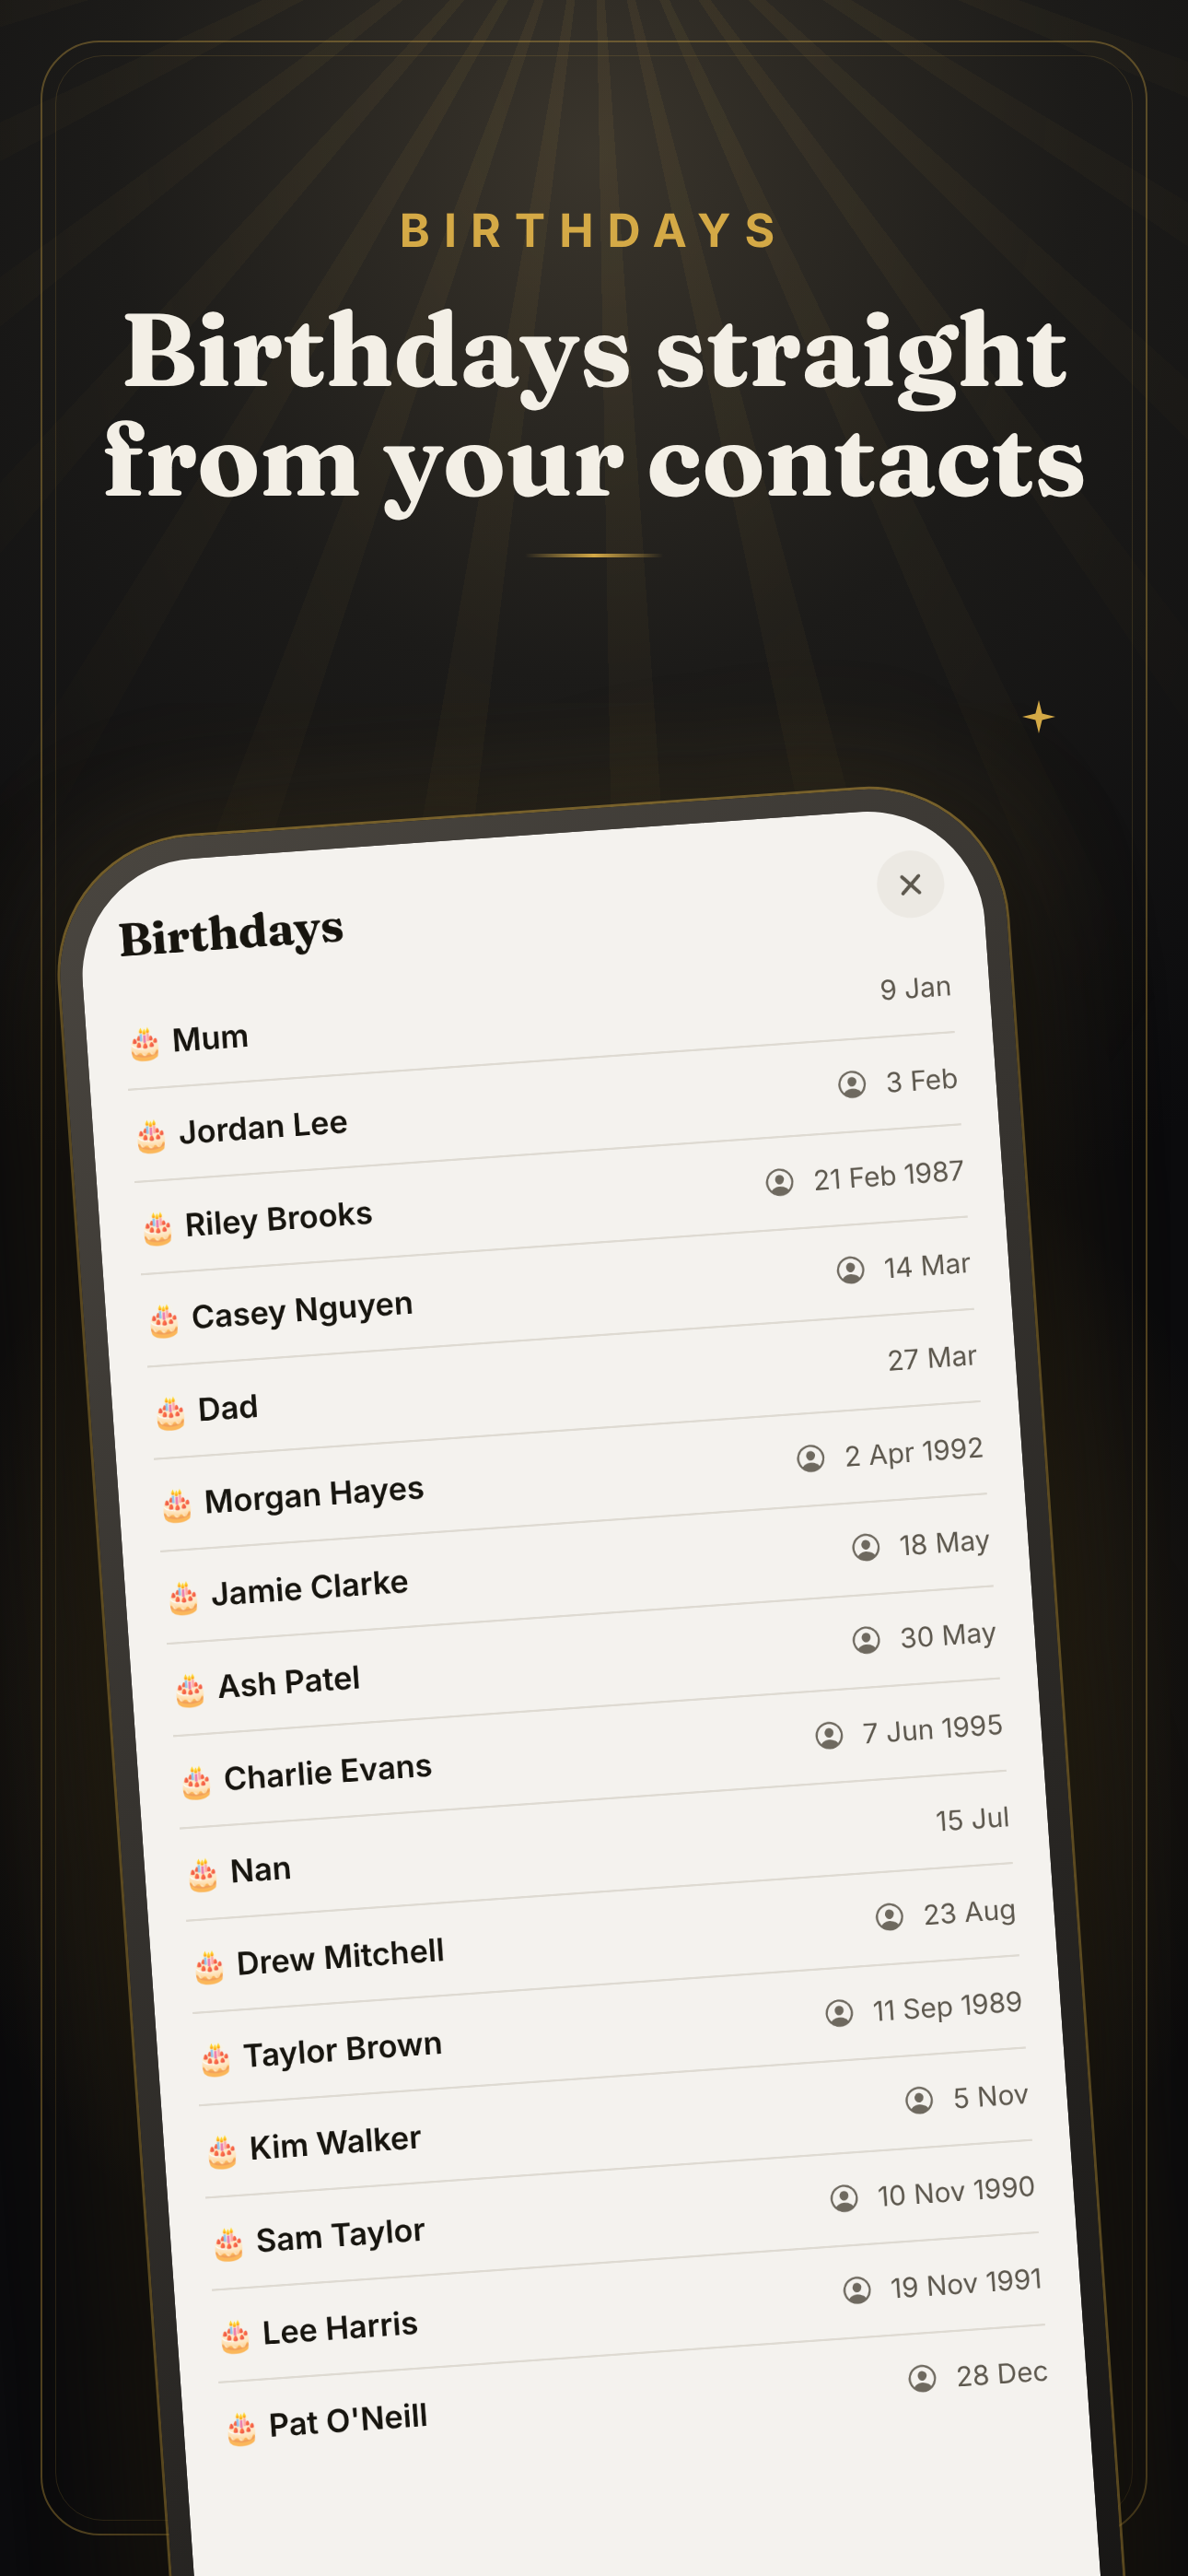 BIRTHDAYS
Birthdays straight
from your contacts
Birthdays
Mum 9 Jan
Jordan Lee 3 Feb
Riley Brooks 21 Feb 1987
Casey Nguyen 14 Mar
Dad 27 Mar
Morgan Hayes 2 Apr 1992
Jamie Clarke 18 May
Ash Patel 30 May
Charlie Evans 7 Jun 1995
Nan 15 Jul
Drew Mitchell 23 Aug
Taylor Brown 11 Sep 1989
Kim Walker 5 Nov
Sam Taylor 10 Nov 1990
Lee Harris 19 Nov 1991
Pat O'Neill 28 Dec